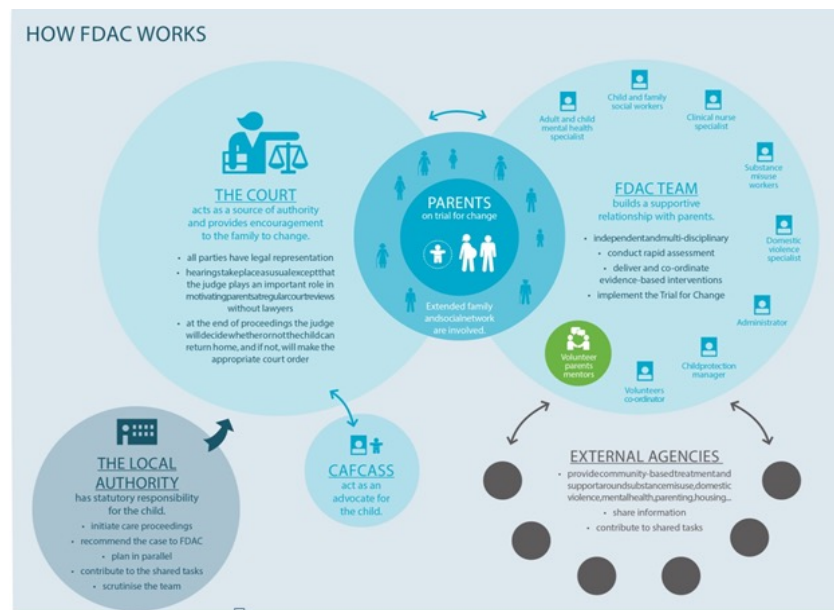 HOW FDAC WORKS
THE COURT
acts as a source of authority
and provides encouragement
to the family to change.
• all parties have legal representation
• hearingstakeplaceasusualexceptthat
the judge plays an important role in
motivatingparentsatregularcourtreviews
without lawyers
• at the end of proceedings the judge
willdecidewhetherornotthechildcan
return home, and if not, will make the
appropriate court order
PARENTS
on trial for change
Extended family
andsocialnetwork
are involved.
Adult and child
mental health
specialist
Child and family
social workers
Clinical nurse
specialist
Substance
misuse
workers
Domestic
violence
specialist
Administrator
Childprotection
manager
Volunteers
co-ordinator
Volunteer
parents
mentors
FDAC TEAM
builds a supportive
relationship with parents.
• independentandmulti-disciplinary
• conduct rapid assessment
• deliver and co-ordinate
evidence-based interventions
• implement the Trial for Change
THE LOCAL
AUTHORITY
has statutory responsibility
for the child.
• initiate care proceedings
• recommend the case to FDAC
• plan in parallel
• contribute to the shared tasks
• scrutinise the team
CAFCASS
act as an
advocate for
the child.
EXTERNAL AGENCIES
• providecommunity-basedtreatmentand
supportaroundsubstancemisuse,domestic
violence,mentalhealth,parenting,housing...
• share information
• contribute to shared tasks